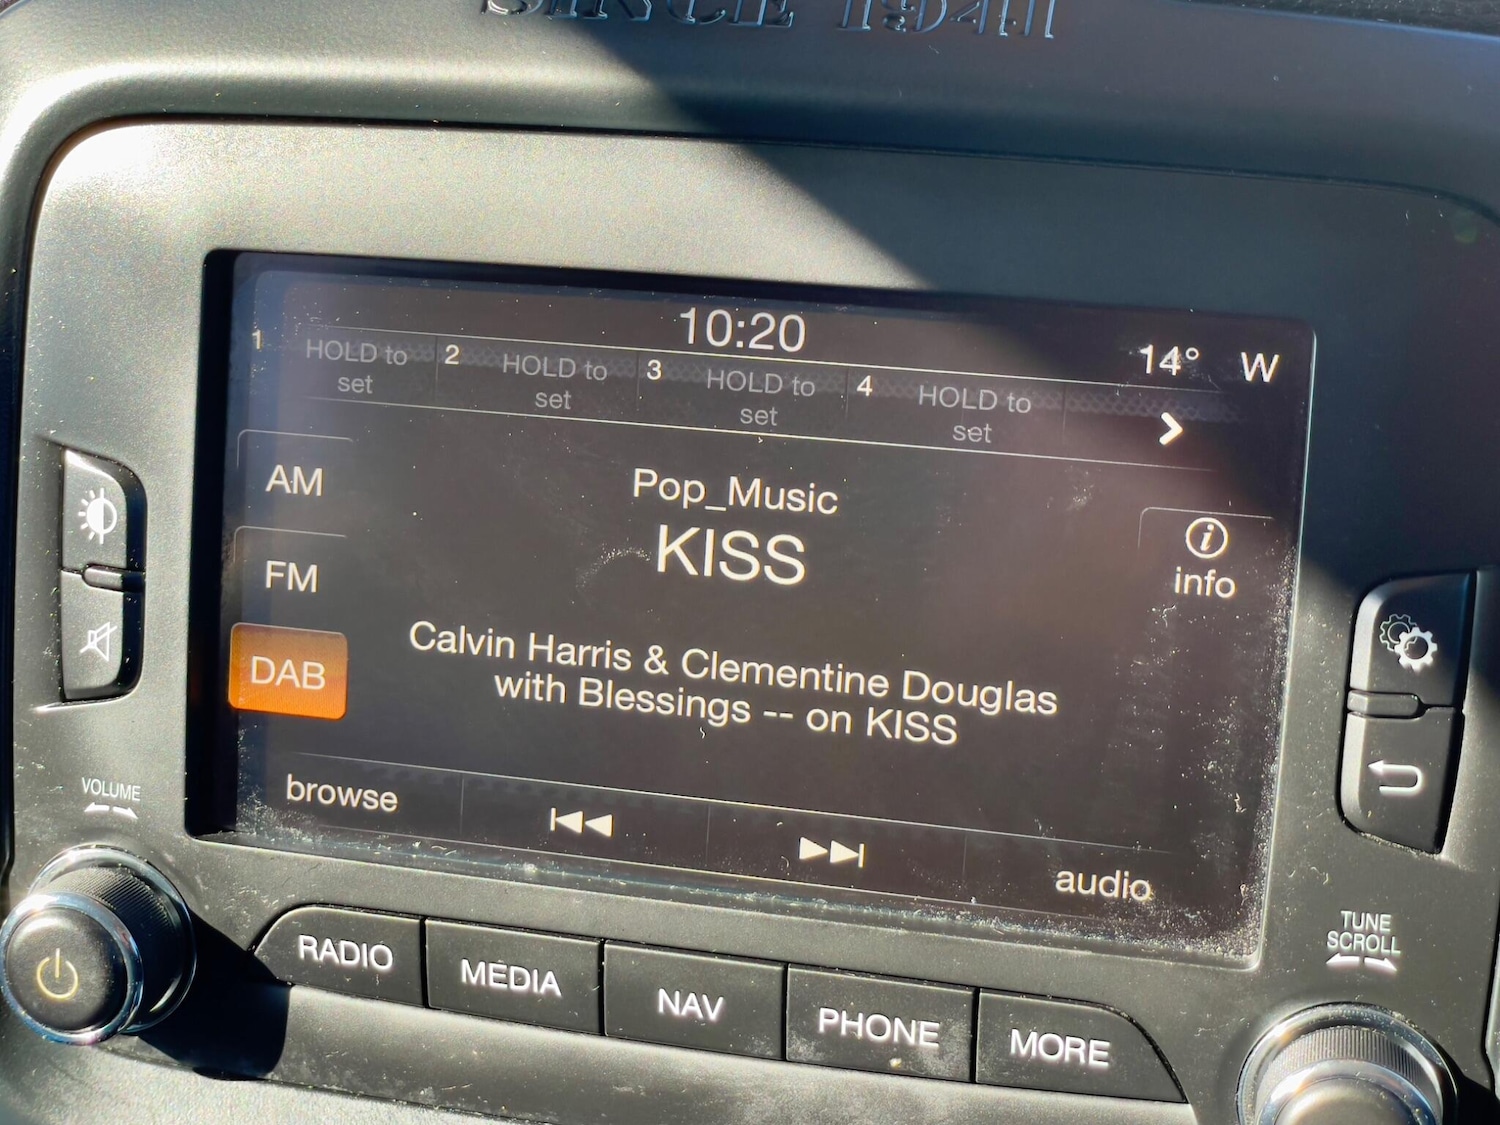 SINCE 1941
10:20
14° W
1 HOLD to set
2 HOLD to set
3 HOLD to set
4 HOLD to set
AM
Pop_Music
KISS
info
FM
DAB
Calvin Harris & Clementine Douglas
with Blessings -- on KISS
browse
audio
VOLUME
TUNE
SCROLL
RADIO
MEDIA
NAV
PHONE
MORE